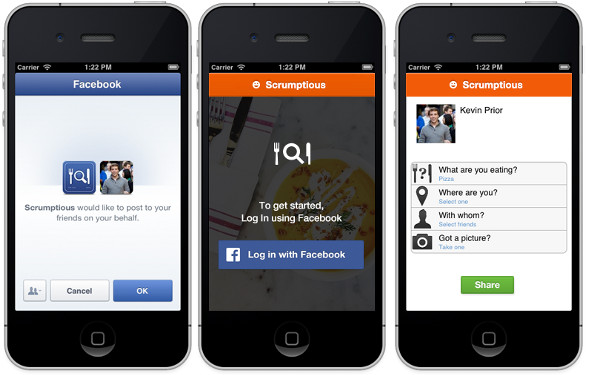 Carrier 1:22 PM
Facebook
Scrumptious would like to post to your
friends on your behalf.
Cancel
OK
Carrier 1:22 PM
Scrumptious
To get started,
Log In using Facebook
f Log in with Facebook
Carrier 1:22 PM
Scrumptious
Kevin Prior
What are you eating?
Pizza
Where are you?
Select one
With whom?
Select friends
Got a picture?
Take one
Share